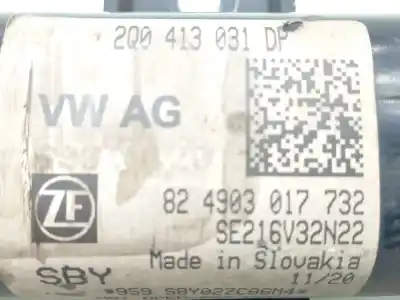 2Q0 413 031 DP
VW AG
ZF
82 4903 017 732
SE216V32N22
Made in Slovakia
11/20
SBY